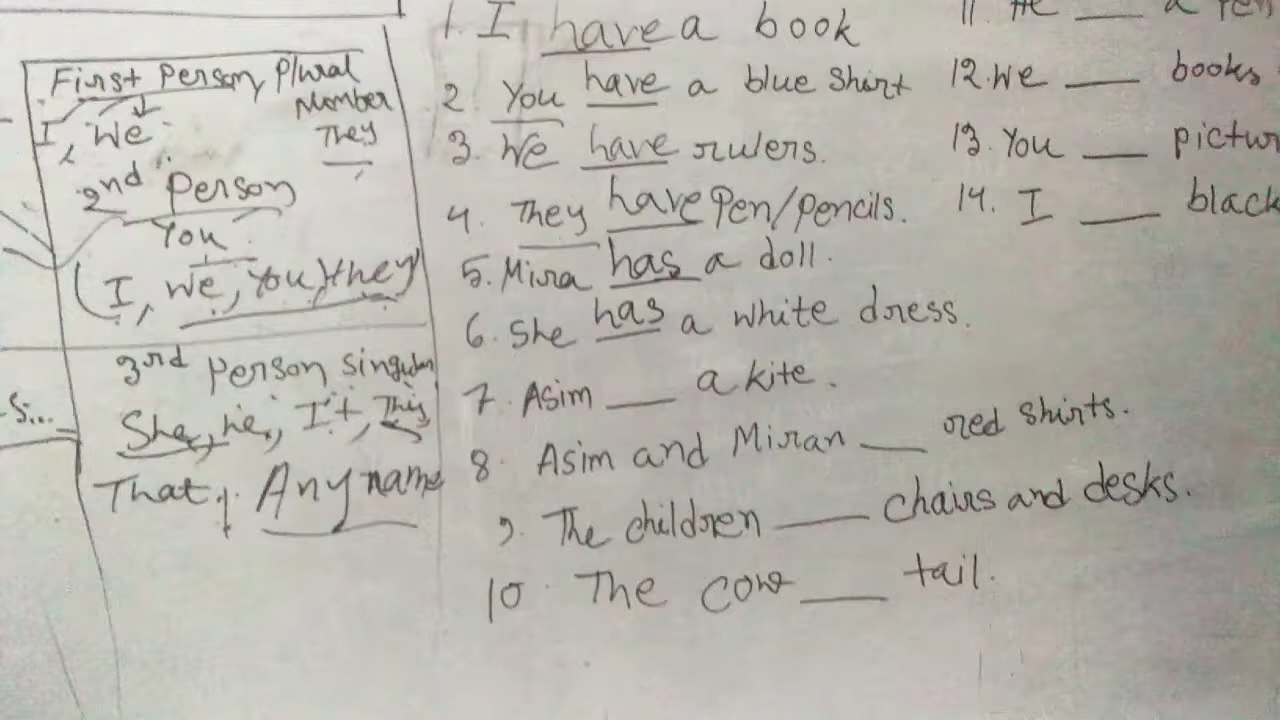 First Person, Plural
Number
I, We
They
2nd Person
You
(I, We, You, they)
3rd person singular
She, he, It, This
That, Any name
S...
1. I have a book
2 You have a blue shirt
3. We have rulers.
4. They have Pen/pencils.
5. Mira has a doll.
6. She has a white dress.
7. Asim ___ a kite.
8. Asim and Miran ___ red shirts.
9. The children ___ chairs and desks.
10. The cow ___ tail.
11. He ___ a
12. We ___ books
13. You ___
14. I ___ black